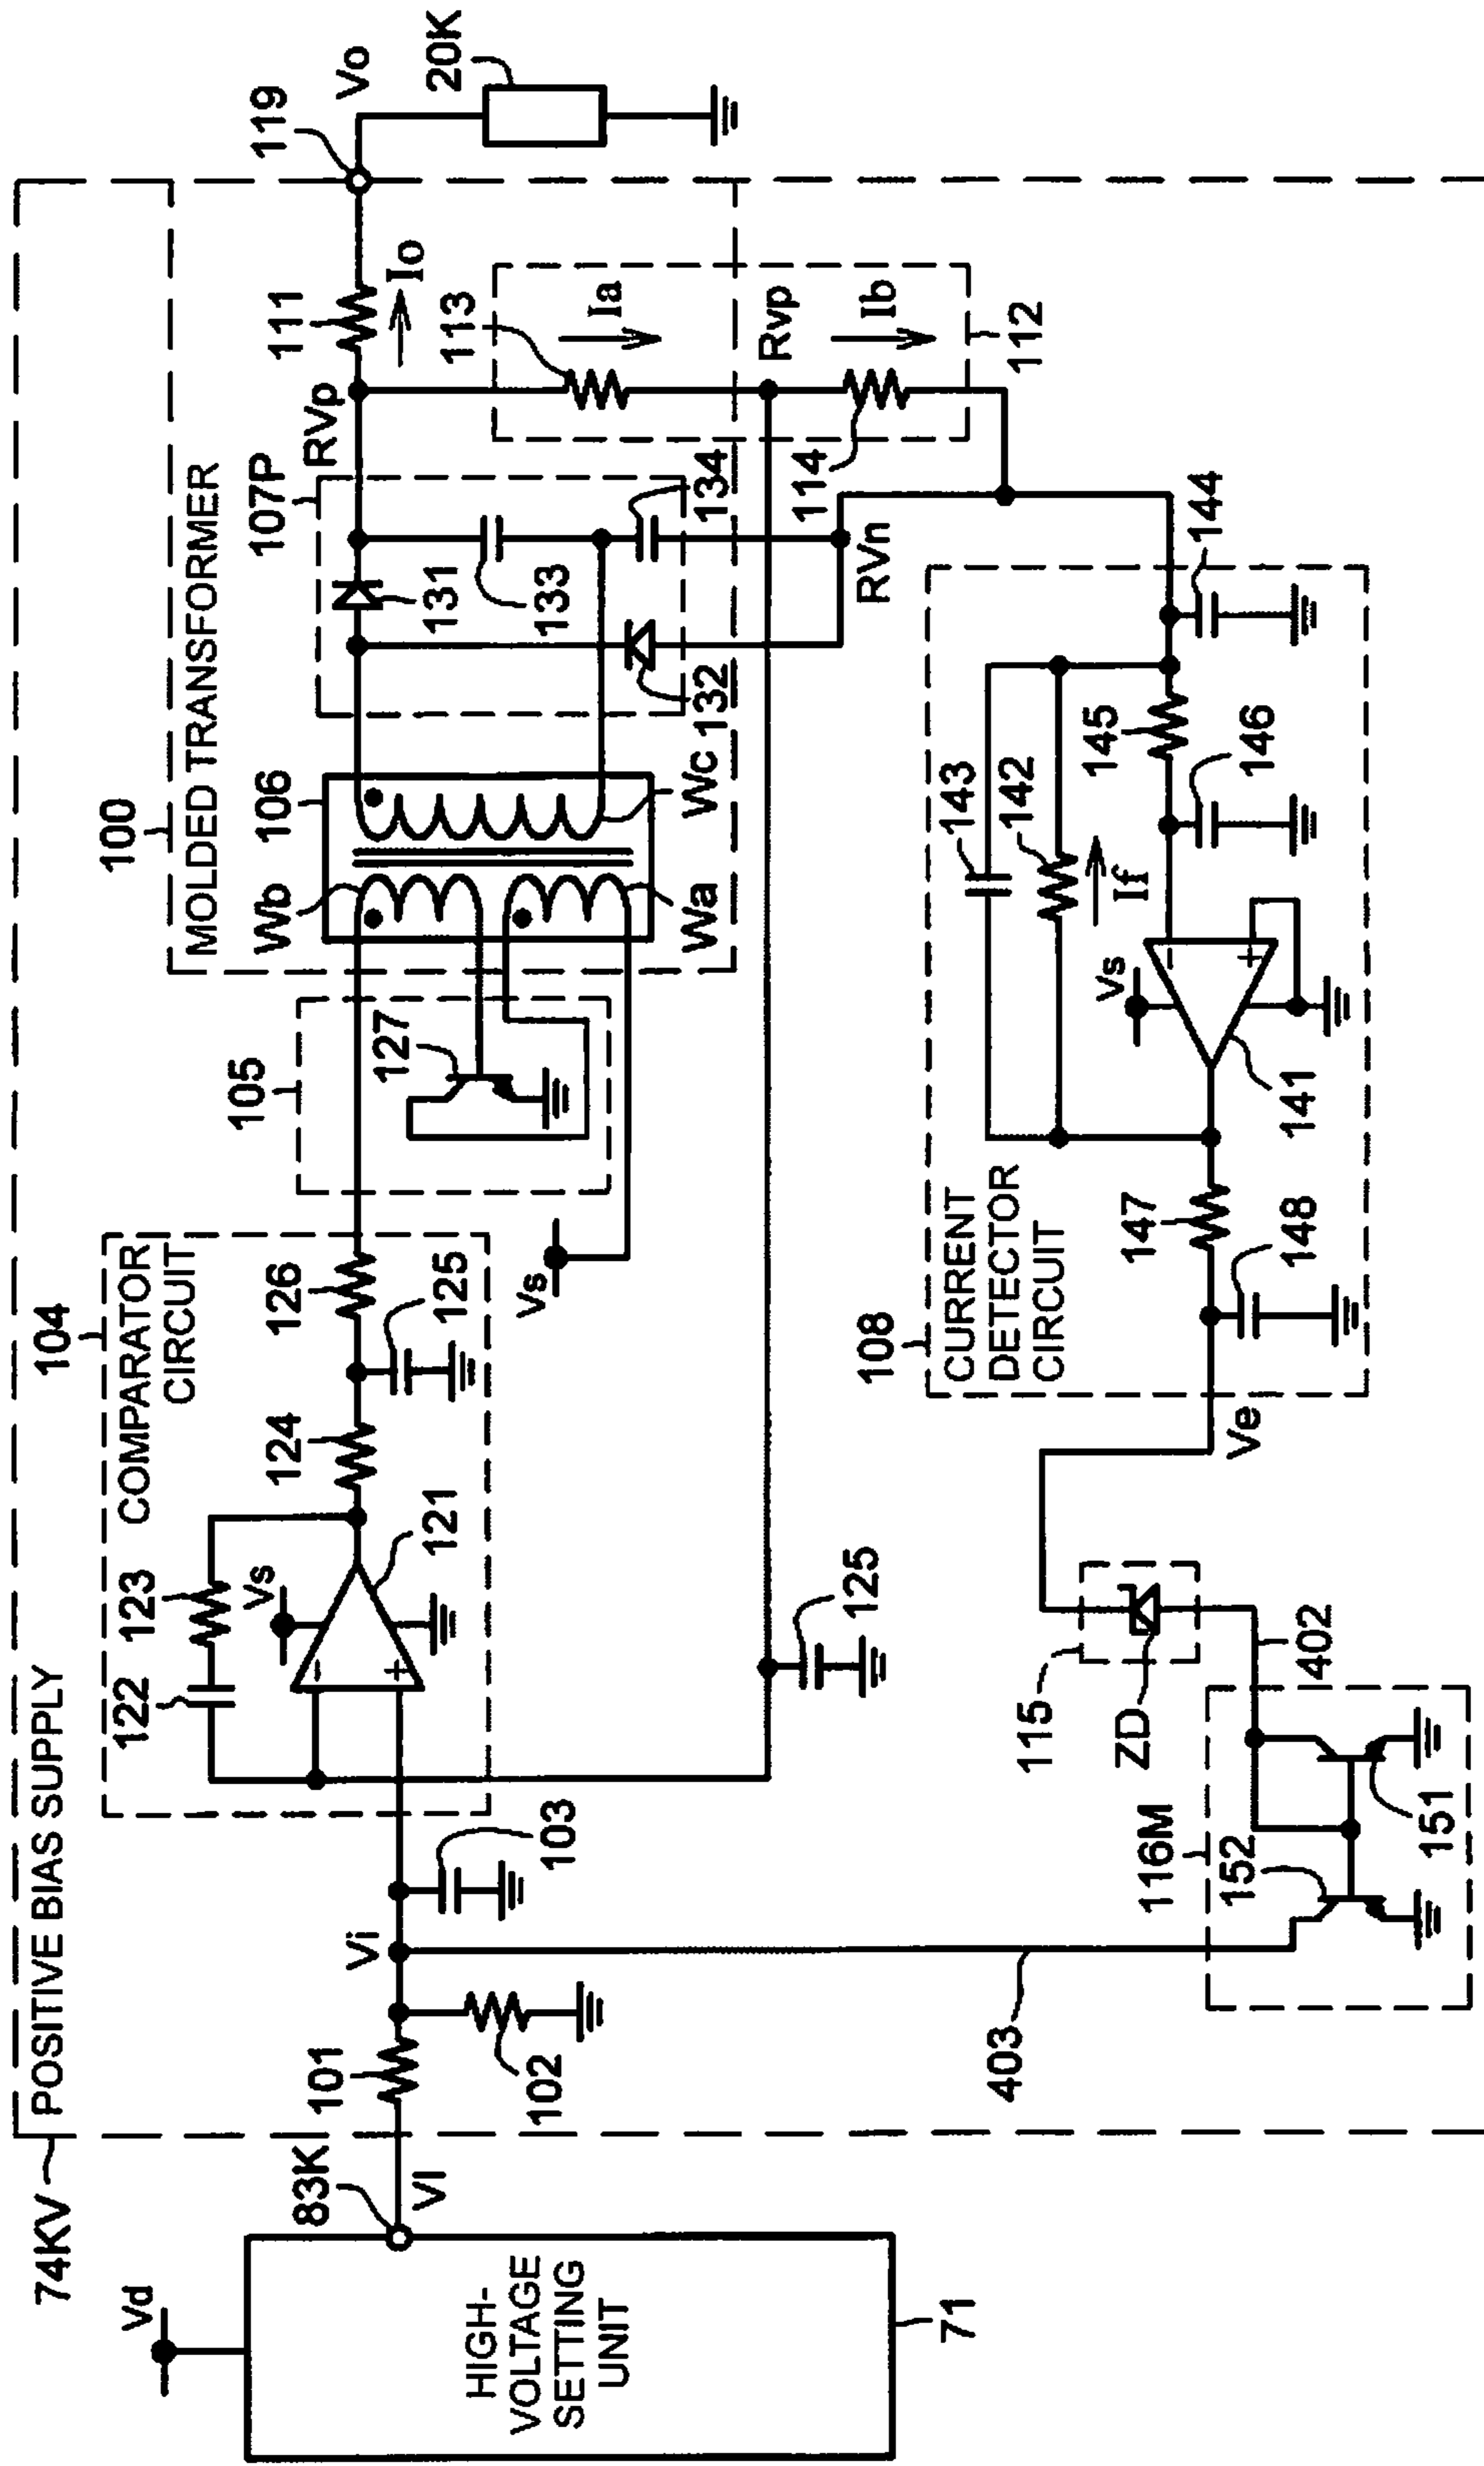 74KV
POSITIVE BIAS SUPPLY
Vd
HIGH-
VOLTAGE
SETTING
UNIT
71
83K
VI
101
102
Vi
103
104
COMPARATOR
CIRCUIT
122
123
Vs
121
−
+
124
125
126
125
105
127
Vs
100
MOLDED TRANSFORMER
106
Wb
Wa
Wc
107P
131
132
133
134
RVp
RVn
111
Io
119
Vo
20K
113
Ia
Rvp
Ib
114
112
108
CURRENT
DETECTOR
CIRCUIT
144
145
146
143
142
If
Vs
−
+
141
147
148
Ve
115
ZD
402
116M
152
151
403